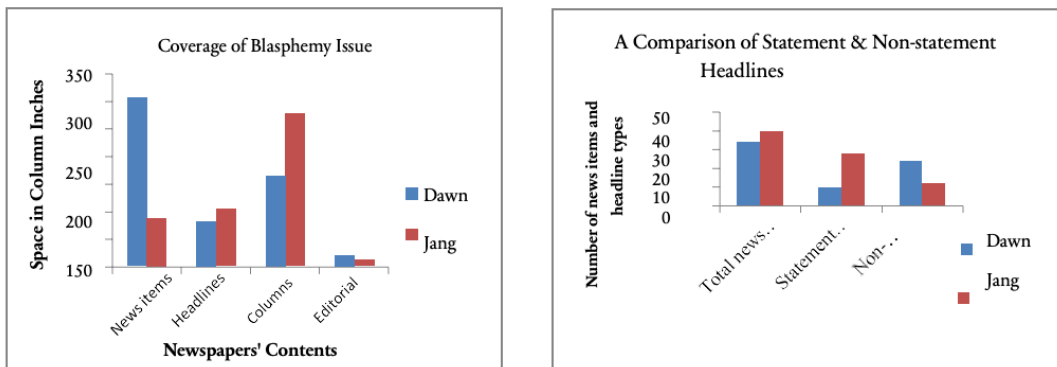 Coverage of Blasphemy Issue
350
300
250
200
150
Space in Column Inches
News items
Headlines
Columns
Editorial
Newspapers' Contents
Dawn
Jang
A Comparison of Statement & Non-statement
Headlines
Number of news items and
headline types
50
40
30
20
10
0
Total news..
Statement..
Non-..
Dawn
Jang